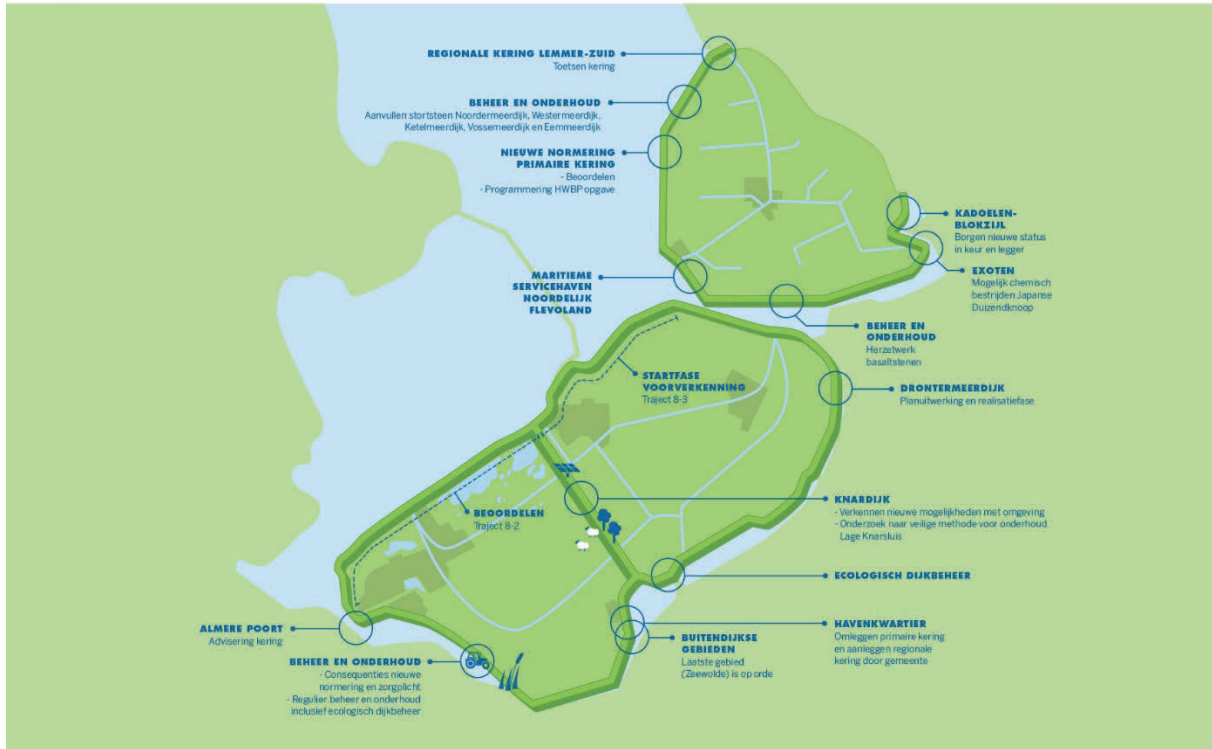 REGIONALE KERING LEMMER-ZUID
Toetsen kering
BEHEER EN ONDERHOUD
Aanvullen stortsteen Noordermeerdijk, Westermeerdijk,
Ketelmeerdijk, Vossemeerdijk en Eemmeerdijk
NIEUWE NORMERING
PRIMAIRE KERING
- Beoordelen
- Programmering HWBP opgave
KADOELEN-
BLOKZIJL
Borgen nieuwe status
in keur en legger
EXOTEN
Mogelijk chemisch
bestrijden Japanse
Duizendknoop
MARITIEME
SERVICEHAVEN
NOORDELIJK
FLEVOLAND
BEHEER EN
ONDERHOUD
Herzetwerk
basaltstenen
STARTFASE
VOORVERKENNING
Traject 8-3
DRONTERMEERDIJK
Planuitwerking en realisatiefase
BEOORDELEN
Traject 8-2
KNARDIJK
- Verkennen nieuwe mogelijkheden met omgeving
- Onderzoek naar veilige methode voor onderhoud
Lage Knarsluis
ECOLOGISCH DIJKBEHEER
ALMERE POORT
Advisering kering
HAVENKWARTIER
Omleggen primaire kering
en aanleggen regionale
kering door gemeente
BUITENDIJKSE
GEBIEDEN
Laatste gebied
(Zeewolde) is op orde
BEHEER EN ONDERHOUD
- Consequenties nieuwe
normering en zorgplicht
- Regulier beheer en onderhoud
inclusief ecologisch dijkbeheer